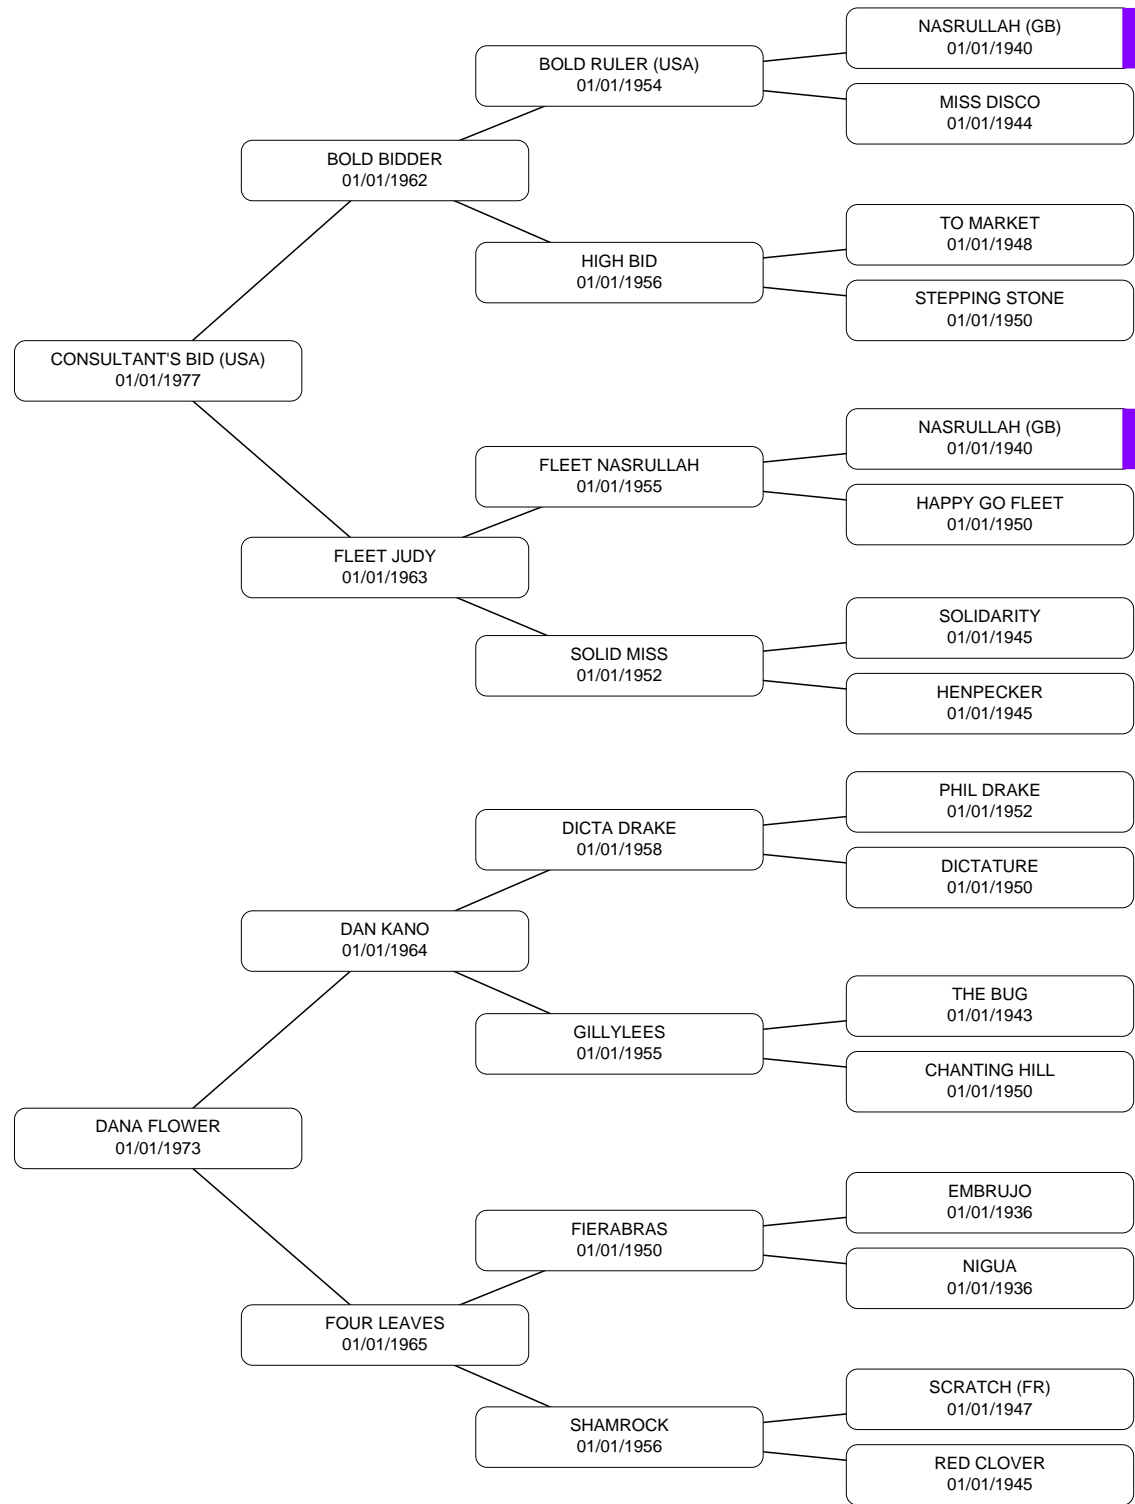 NASRULLAH (GB)
01/01/1940
BOLD RULER (USA)
01/01/1954
MISS DISCO
01/01/1944
BOLD BIDDER
01/01/1962
TO MARKET
01/01/1948
HIGH BID
01/01/1956
STEPPING STONE
01/01/1950
CONSULTANT'S BID (USA)
01/01/1977
NASRULLAH (GB)
01/01/1940
FLEET NASRULLAH
01/01/1955
HAPPY GO FLEET
01/01/1950
FLEET JUDY
01/01/1963
SOLIDARITY
01/01/1945
SOLID MISS
01/01/1952
HENPECKER
01/01/1945
PHIL DRAKE
01/01/1952
DICTA DRAKE
01/01/1958
DICTATURE
01/01/1950
DAN KANO
01/01/1964
THE BUG
01/01/1943
GILLYLEES
01/01/1955
CHANTING HILL
01/01/1950
DANA FLOWER
01/01/1973
EMBRUJO
01/01/1936
FIERABRAS
01/01/1950
NIGUA
01/01/1936
FOUR LEAVES
01/01/1965
SCRATCH (FR)
01/01/1947
SHAMROCK
01/01/1956
RED CLOVER
01/01/1945